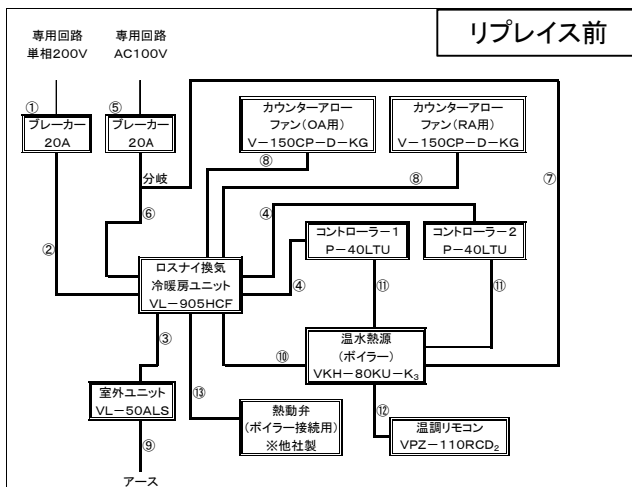 リプレイス前
専用回路
単相200V
専用回路
AC100V
①
ブレーカー
20A
⑤
ブレーカー
20A
カウンターアロー
ファン(OA用)
V-150CP-D-KG
カウンターアロー
ファン(RA用)
V-150CP-D-KG
分岐
⑧
⑧
⑦
⑥
④
②
コントローラー1
P-40LTU
コントローラー2
P-40LTU
ロスナイ換気
冷暖房ユニット
VL-905HCF
④
⑪
⑪
③
⑩
温水熱源
(ボイラー)
VKH-80KU-K₃
室外ユニット
VL-50ALS
⑬
熱動弁
(ボイラー接続用)
※他社製
⑫
温調リモコン
VPZ-110RCD₂
⑨
アース